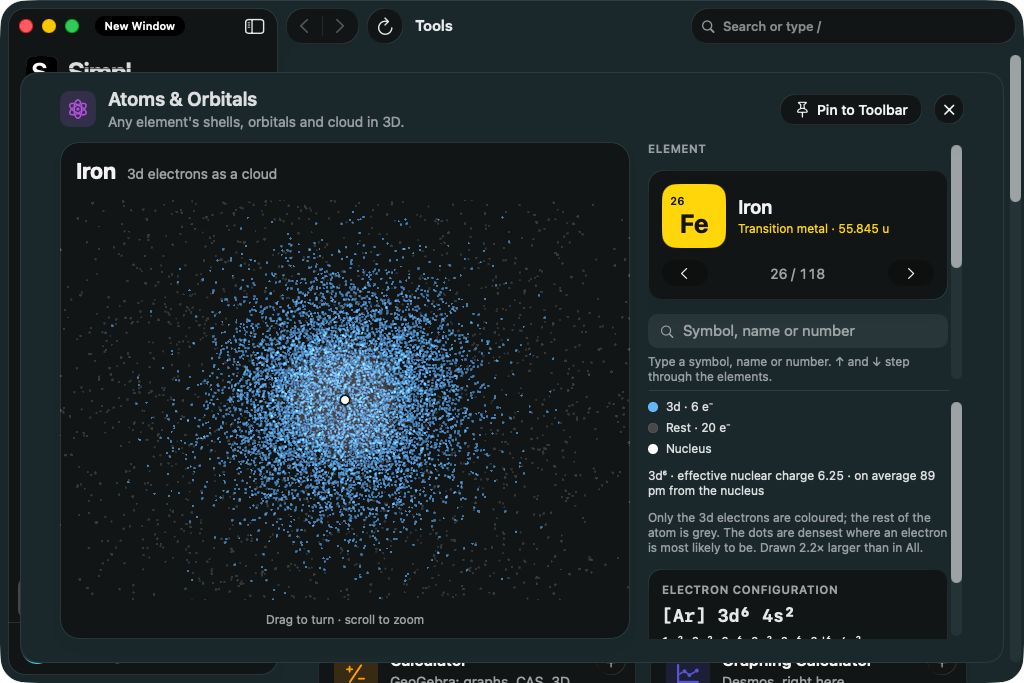 New Window
Tools
Search or type /
Simpl
Atoms & Orbitals
Any element's shells, orbitals and cloud in 3D.
Pin to Toolbar
Iron 3d electrons as a cloud
Drag to turn · scroll to zoom
ELEMENT
26
Fe
Iron
Transition metal · 55.845 u
26 / 118
Symbol, name or number
Type a symbol, name or number. ↑ and ↓ step
through the elements.
3d · 6 e⁻
Rest · 20 e⁻
Nucleus
3d⁶ · effective nuclear charge 6.25 · on average 89
pm from the nucleus
Only the 3d electrons are coloured; the rest of the
atom is grey. The dots are densest where an electron
is most likely to be. Drawn 2.2× larger than in All.
ELECTRON CONFIGURATION
[Ar] 3d⁶ 4s²
Calculator
GeoGebra: graphs, CAS, 3D
Graphing Calculator
Desmos, right here